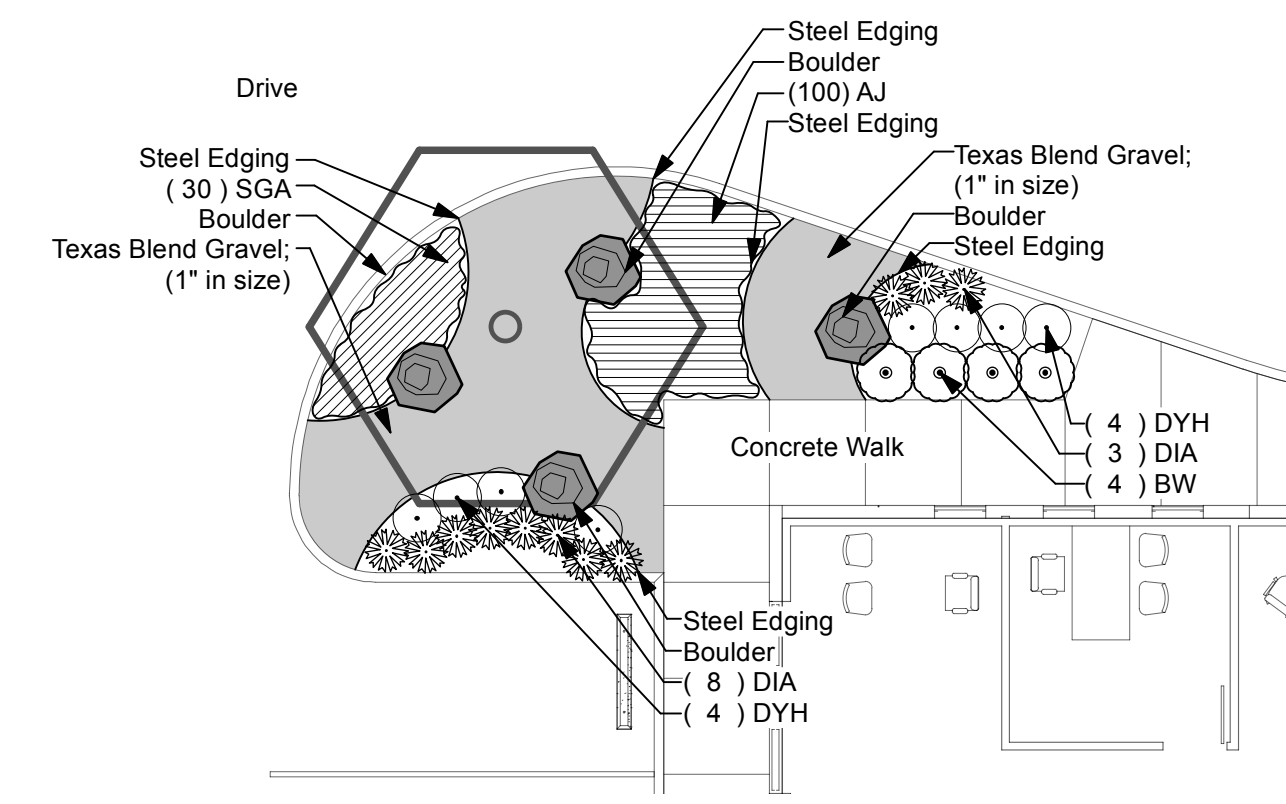 Steel Edging
Boulder
(100) AJ
Steel Edging
Drive
Steel Edging
( 30 ) SGA
Boulder
Texas Blend Gravel;
(1" in size)
Texas Blend Gravel;
(1" in size)
Boulder
Steel Edging
Concrete Walk
( 4 ) DYH
( 3 ) DIA
( 4 ) BW
Steel Edging
Boulder
( 8 ) DIA
( 4 ) DYH